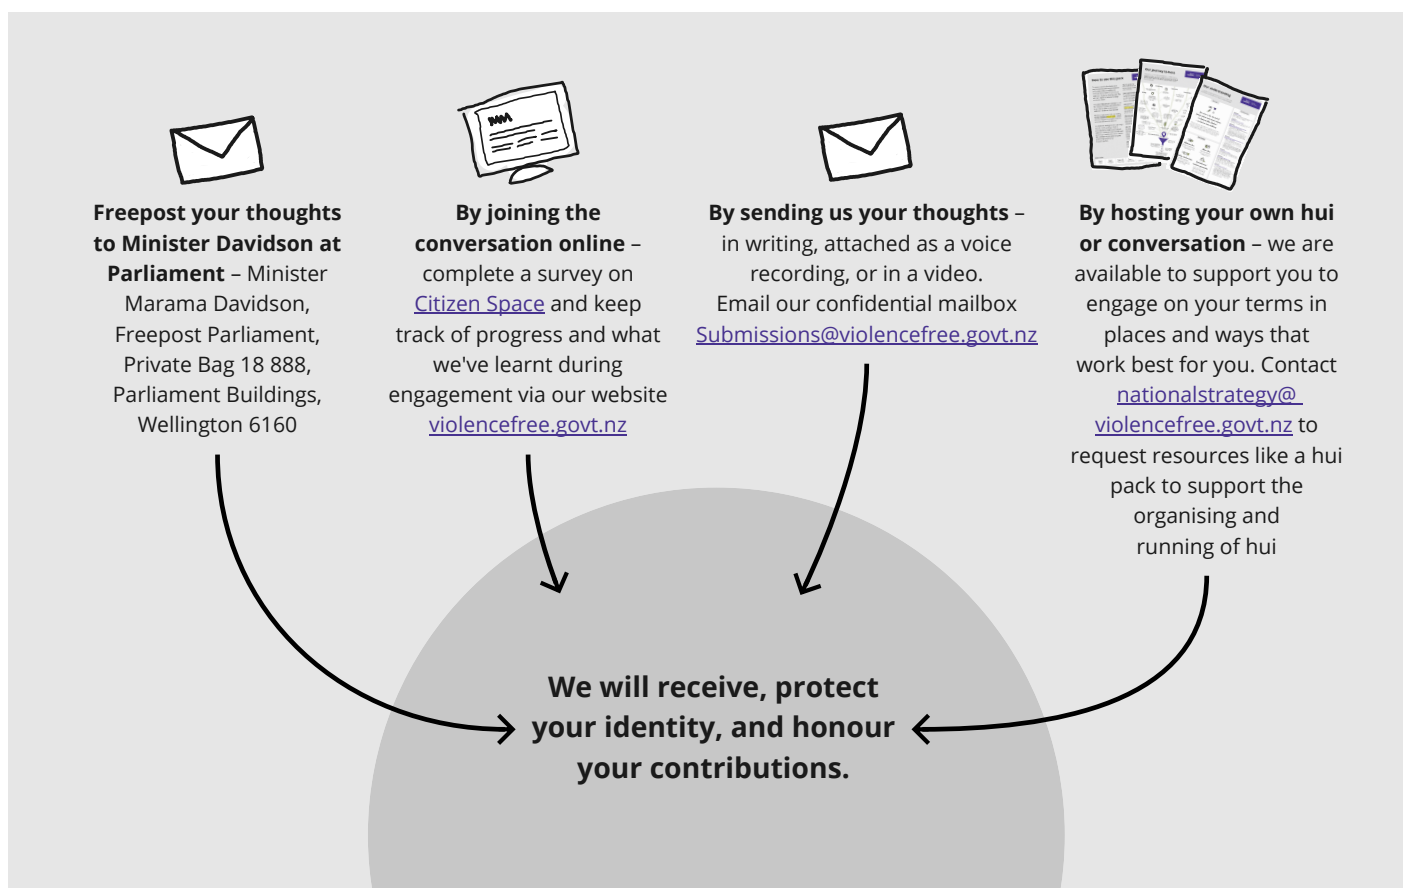 Freepost your thoughts
to Minister Davidson at
Parliament – Minister
Marama Davidson,
Freepost Parliament,
Private Bag 18 888,
Parliament Buildings,
Wellington 6160
By joining the
conversation online –
complete a survey on
Citizen Space and keep
track of progress and what
we've learnt during
engagement via our website
violencefree.govt.nz
By sending us your thoughts –
in writing, attached as a voice
recording, or in a video.
Email our confidential mailbox
Submissions@violencefree.govt.nz
By hosting your own hui
or conversation – we are
available to support you to
engage on your terms in
places and ways that
work best for you. Contact
nationalstrategy@
violencefree.govt.nz to
request resources like a hui
pack to support the
organising and
running of hui
We will receive, protect
your identity, and honour
your contributions.